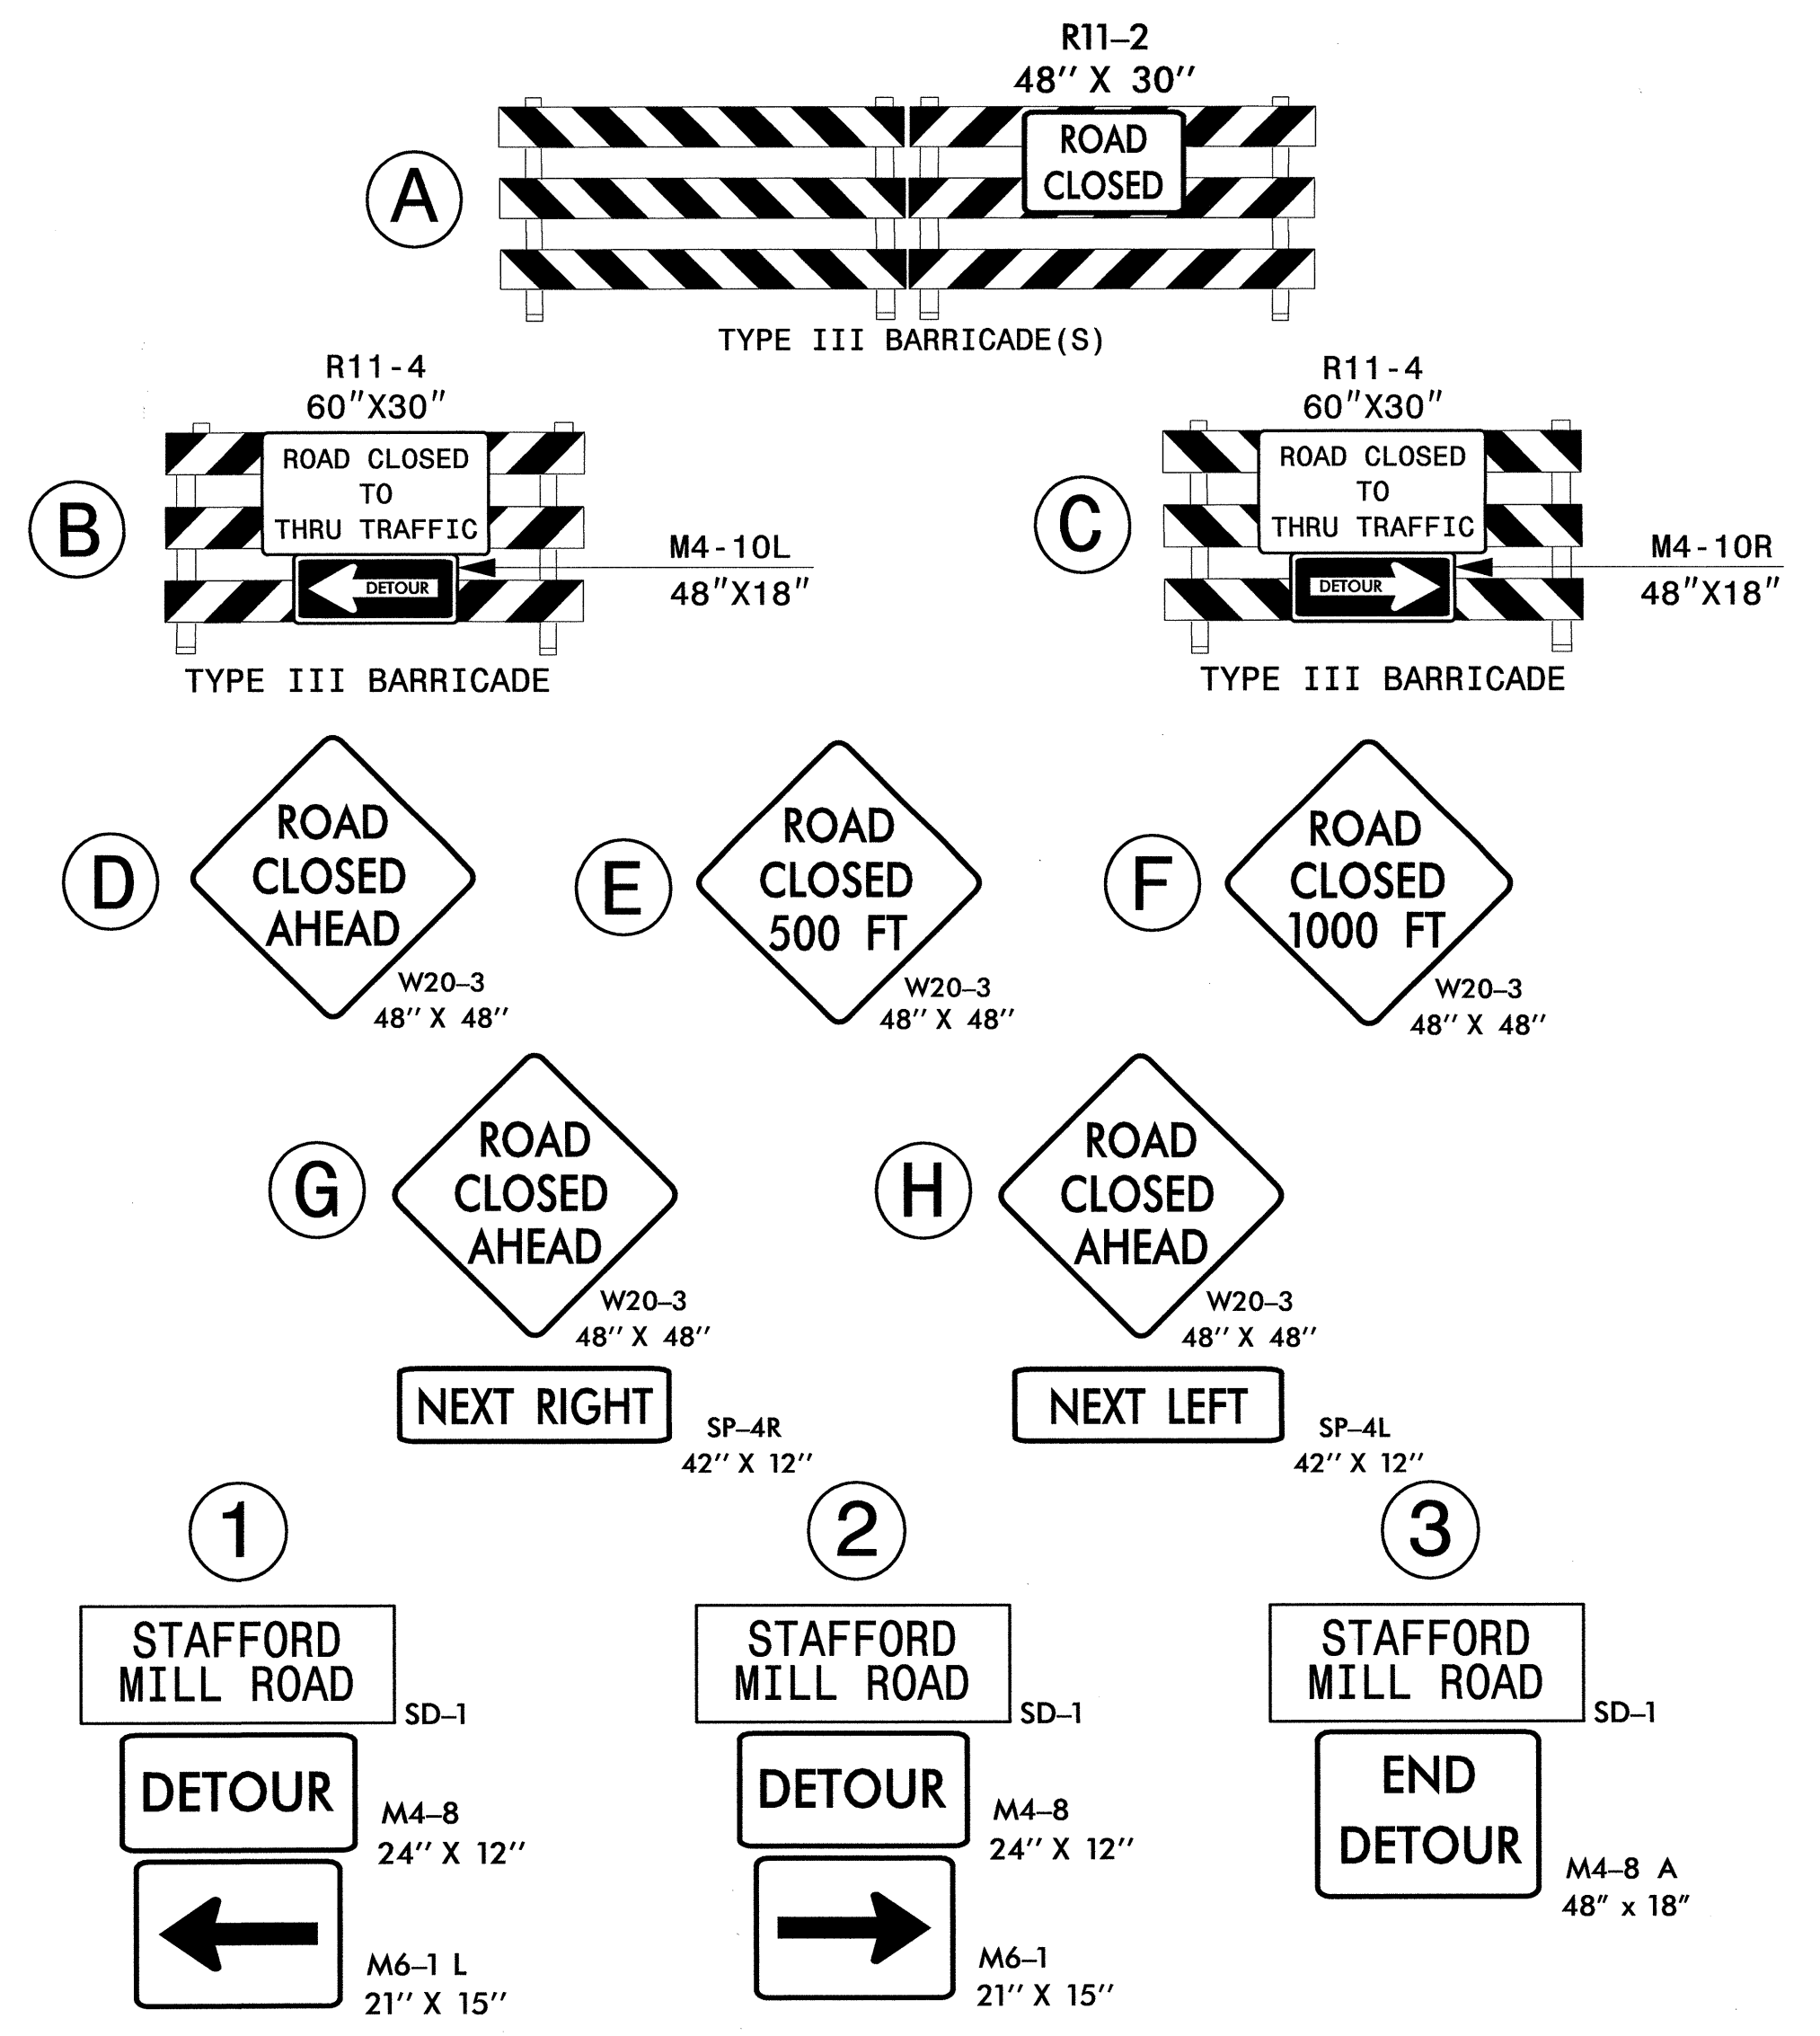 R11–2
48" X 30"
A
ROAD
CLOSED
TYPE III BARRICADE(S)
R11-4
60"X30"
B
ROAD CLOSED
TO
THRU TRAFFIC
DETOUR
M4-10L
48"X18"
TYPE III BARRICADE
R11-4
60"X30"
C
ROAD CLOSED
TO
THRU TRAFFIC
DETOUR
M4-10R
48"X18"
TYPE III BARRICADE
D
ROAD
CLOSED
AHEAD
W20–3
48" X 48"
E
ROAD
CLOSED
500 FT
W20–3
48" X 48"
F
ROAD
CLOSED
1000 FT
W20–3
48" X 48"
G
ROAD
CLOSED
AHEAD
W20–3
48" X 48"
NEXT RIGHT
SP–4R
42" X 12"
H
ROAD
CLOSED
AHEAD
W20–3
48" X 48"
NEXT LEFT
SP–4L
42" X 12"
1
STAFFORD
MILL ROAD
SD–1
DETOUR
M4–8
24" X 12"
M6–1 L
21" X 15"
2
STAFFORD
MILL ROAD
SD–1
DETOUR
M4–8
24" X 12"
M6–1
21" X 15"
3
STAFFORD
MILL ROAD
SD–1
END
DETOUR
M4–8 A
48" x 18"